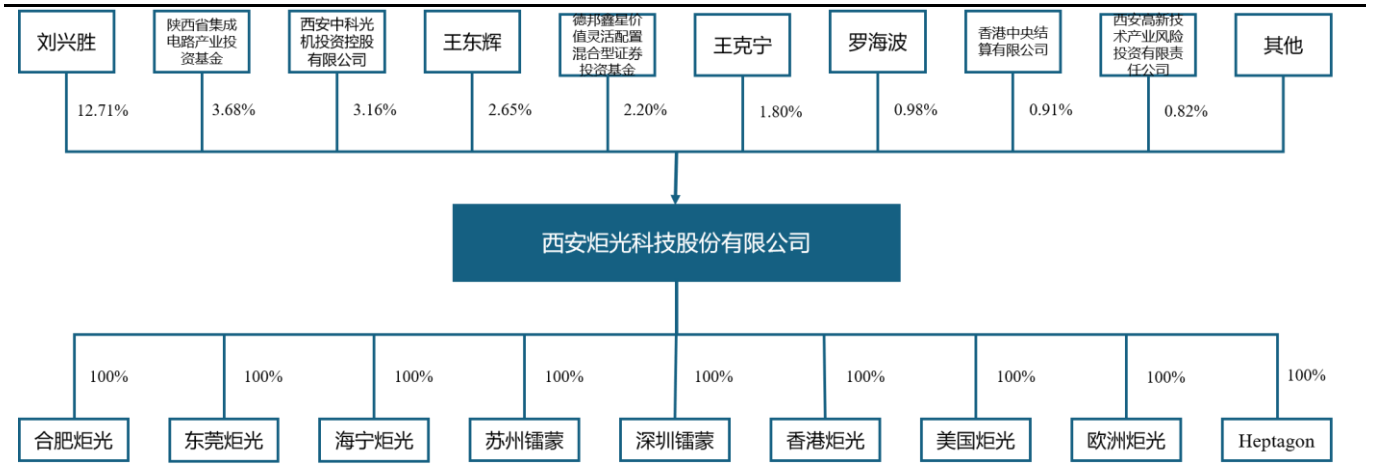 刘兴胜
陕西省集成
电路产业投
资基金
西安中科光
机投资控股
有限公司
王东辉
德邦鑫星价
值灵活配置
混合型证券
投资基金
王克宁
罗海波
香港中央结
算有限公司
西安高新技
术产业风险
投资有限责
任公司
其他
12.71%
3.68%
3.16%
2.65%
2.20%
1.80%
0.98%
0.91%
0.82%
西安炬光科技股份有限公司
100%
100%
100%
100%
100%
100%
100%
100%
100%
合肥炬光
东莞炬光
海宁炬光
苏州镭蒙
深圳镭蒙
香港炬光
美国炬光
欧洲炬光
Heptagon